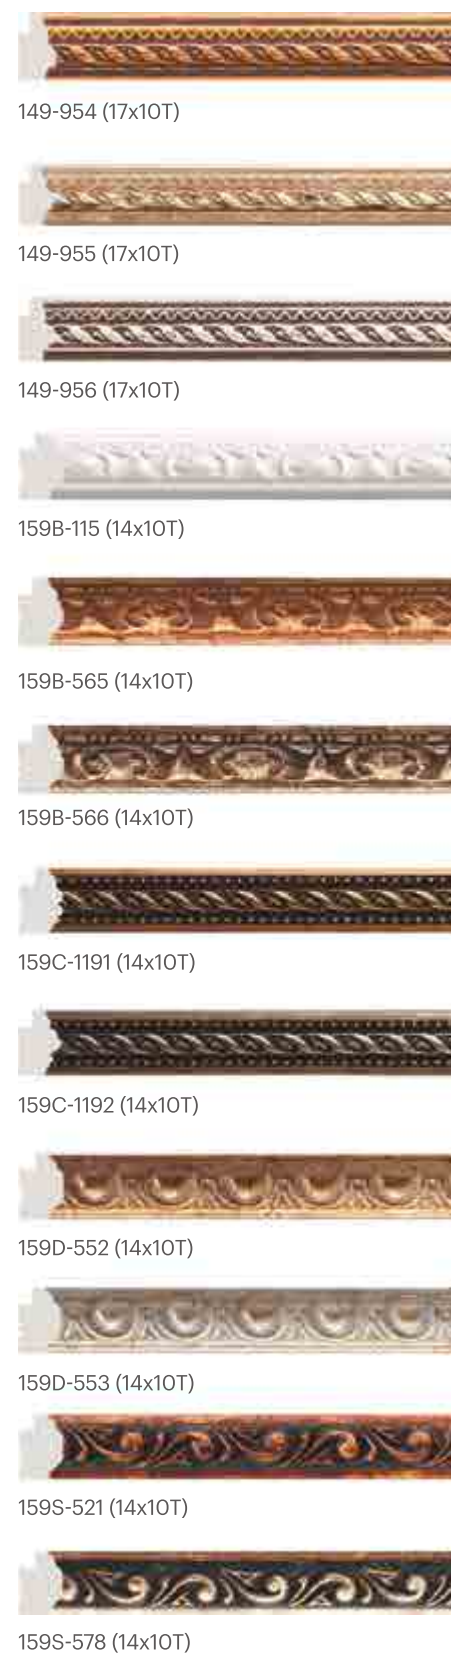 149-954 (17x10T)
149-955 (17x10T)
149-956 (17x10T)
159B-115 (14x10T)
159B-565 (14x10T)
159B-566 (14x10T)
159C-1191 (14x10T)
159C-1192 (14x10T)
159D-552 (14x10T)
159D-553 (14x10T)
159S-521 (14x10T)
159S-578 (14x10T)